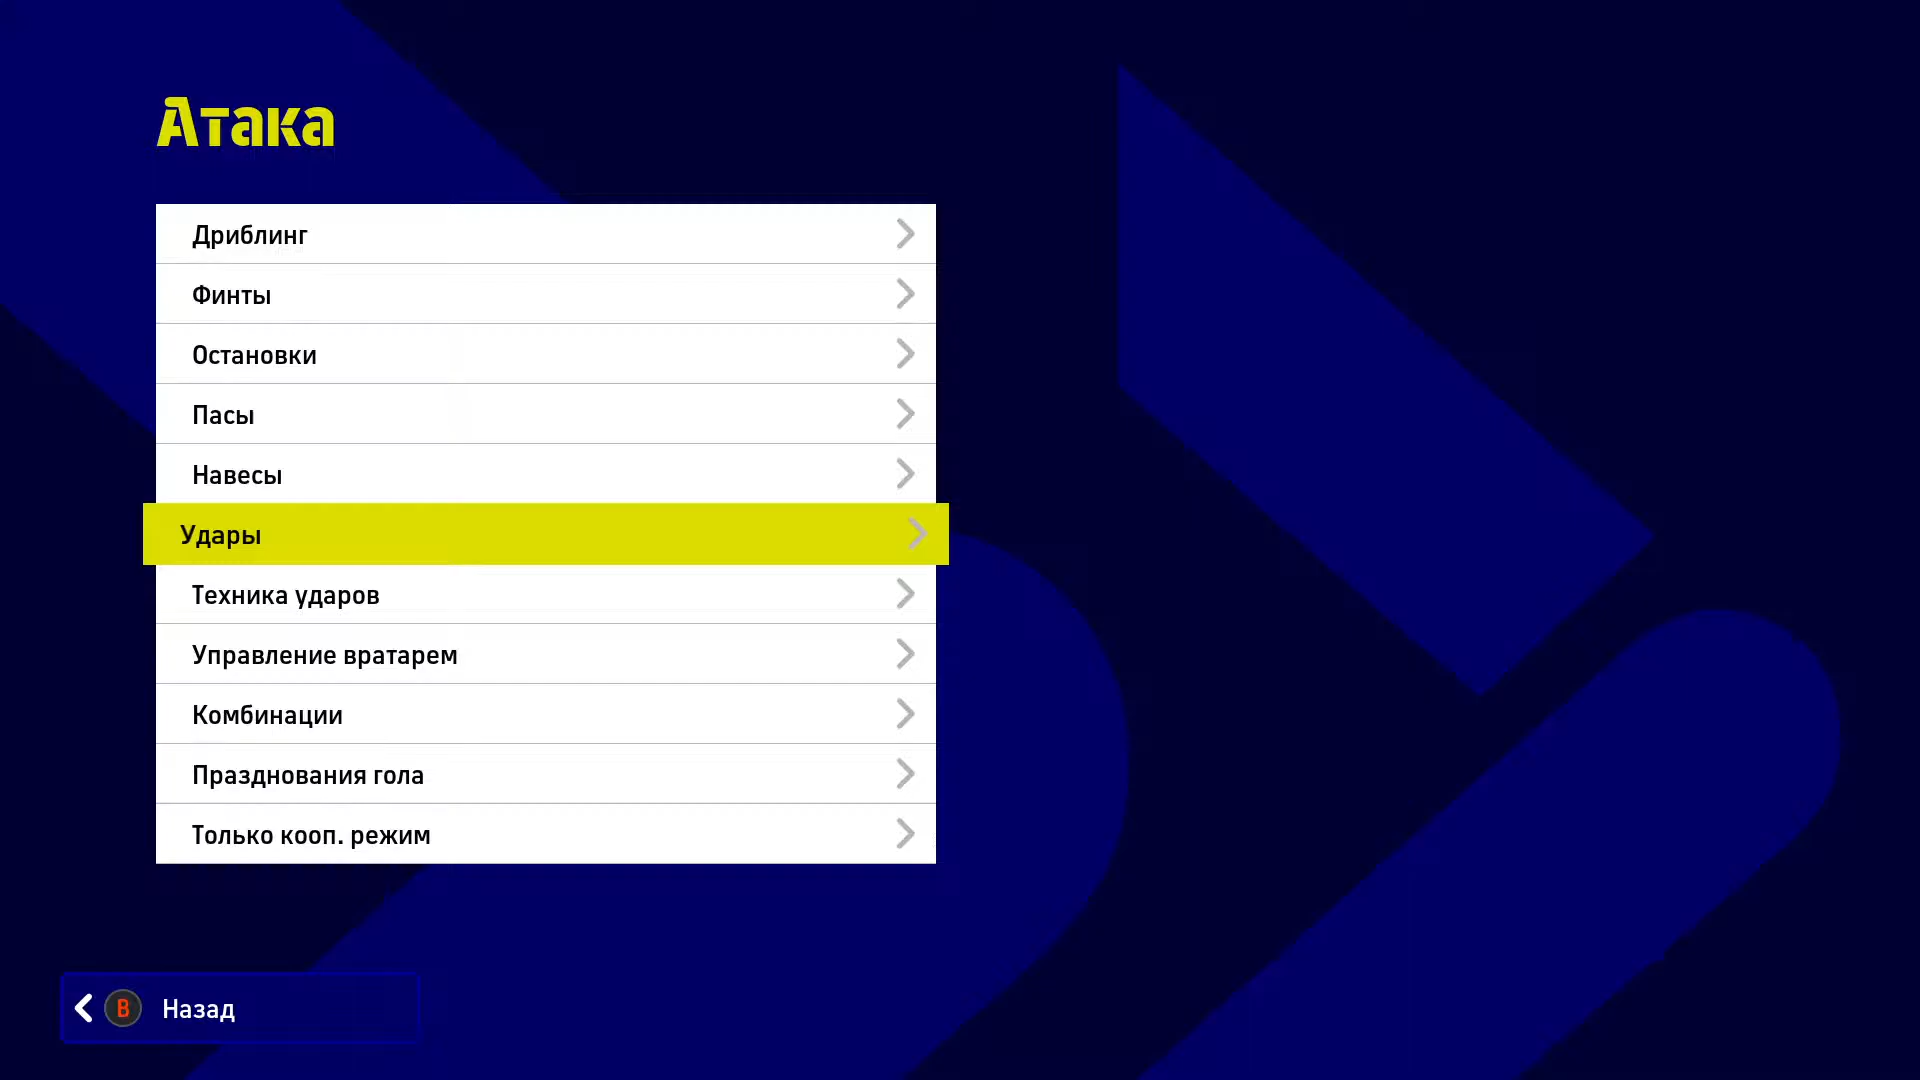 Атака
Дриблинг
Финты
Остановки
Пасы
Навесы
Удары
Техника ударов
Управление вратарем
Комбинации
Празднования гола
Только кооп. режим
B Назад